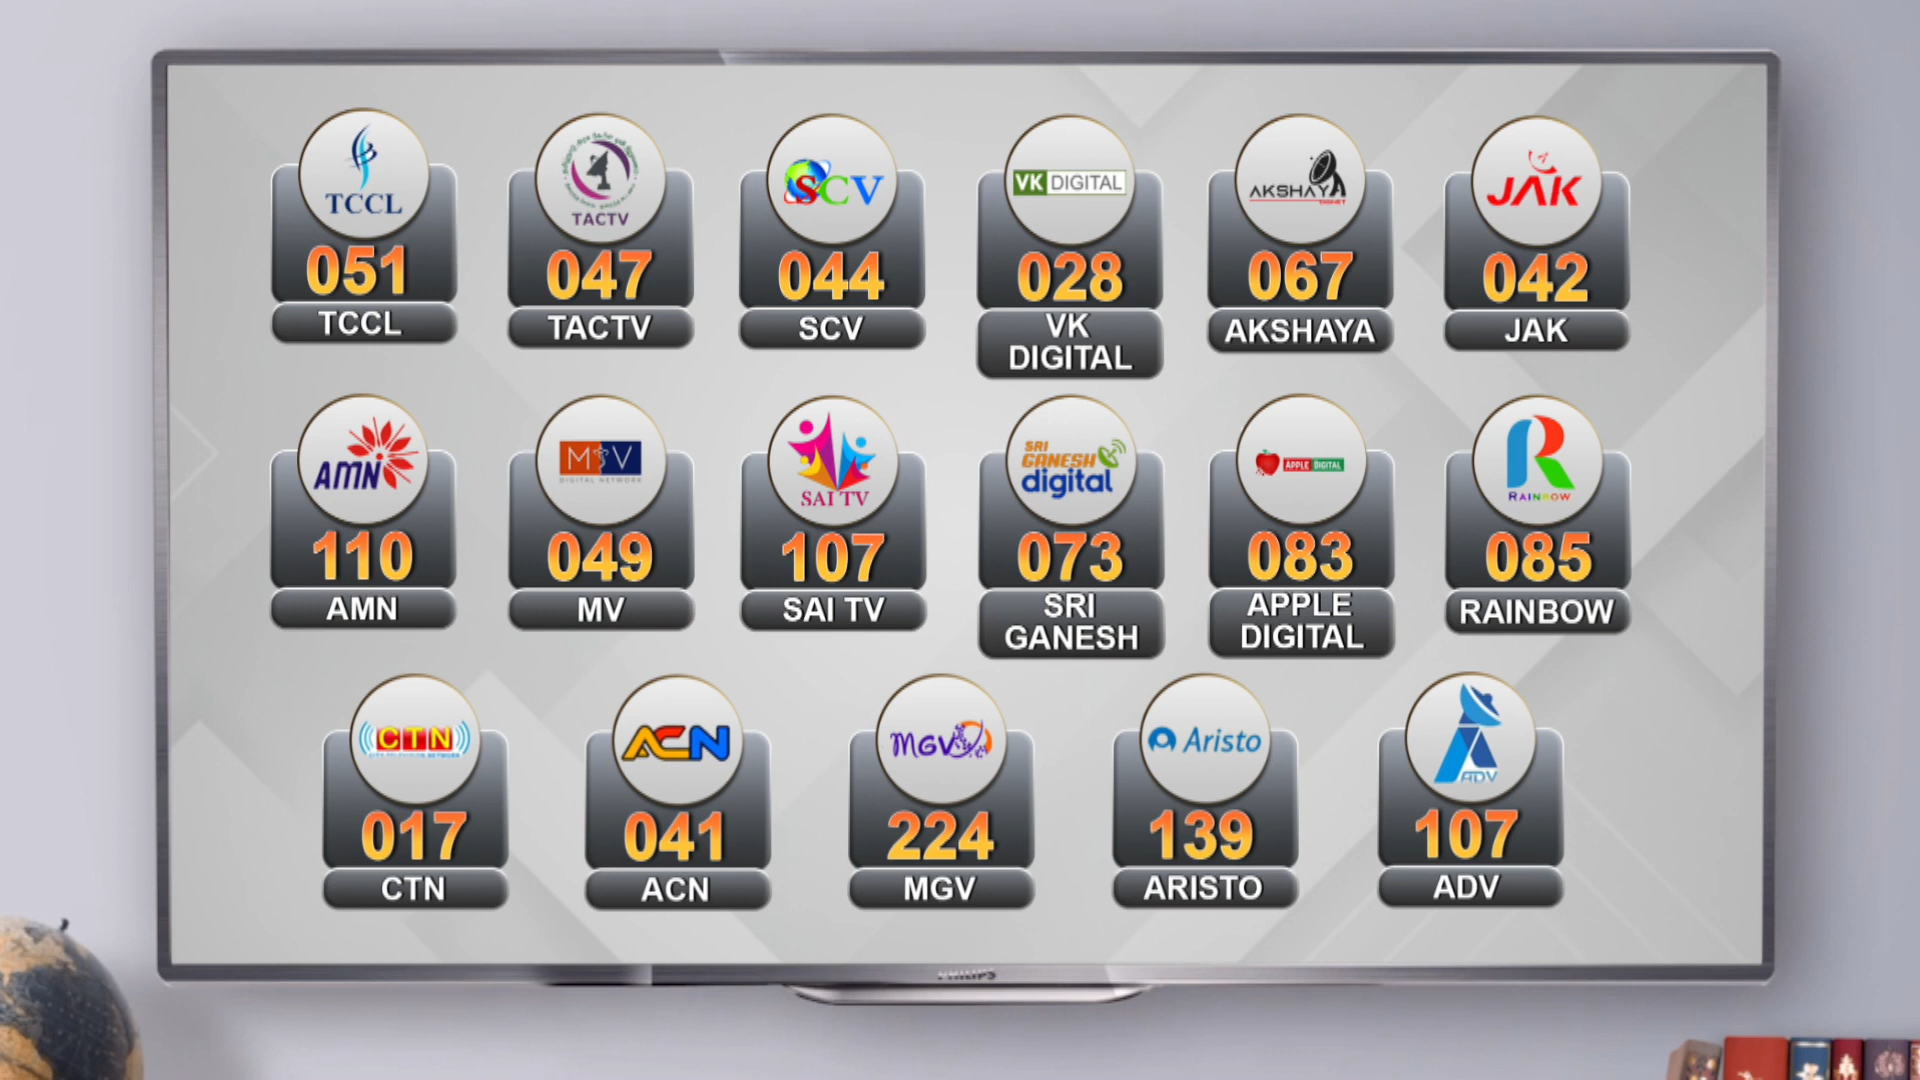 TCCL
TACTV
SCV
VK DIGITAL
AKSHAYA
JAK
051
047
044
028
067
042
TCCL
TACTV
SCV
VK
DIGITAL
AKSHAYA
JAK
AMN
MV
DIGITAL NETWORK
SAI TV
SRI
GANESH
digital
APPLE DIGITAL
RAINBOW
110
049
107
073
083
085
AMN
MV
SAI TV
SRI
GANESH
APPLE
DIGITAL
RAINBOW
CTN
ACN
MGV
Aristo
ADV
017
041
224
139
107
CTN
ACN
MGV
ARISTO
ADV
PHILIPS